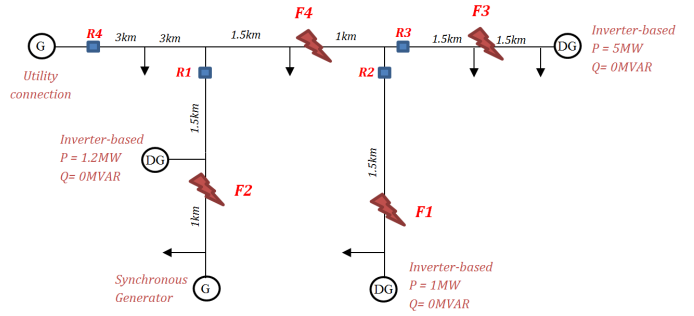 F4
F3
R4
3km
3km
1.5km
1km
R3
1.5km
1.5km
Inverter-based
P = 5MW
Q= 0MVAR
G
DG
Utility
connection
R1
R2
1.5km
1.5km
Inverter-based
P = 1.2MW
Q= 0MVAR
DG
F2
F1
1km
Synchronous
Generator
G
DG
Inverter-based
P = 1MW
Q= 0MVAR